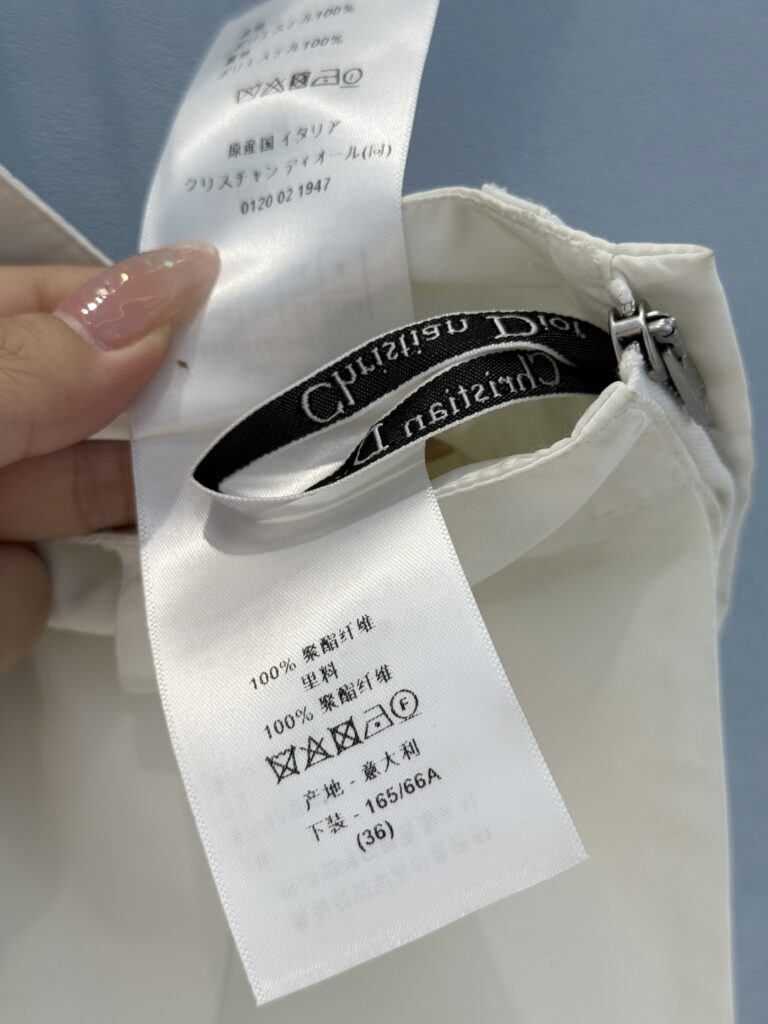 ポリエステル100%
ポリエステル100%
原産国 イタリア
クリスチャン ディオール(同)
0120 02 1947
Christian Dior
Christian D
100% 聚酯纤维
里料
100% 聚酯纤维
F
产地 - 意大利
下装 - 165/66A
(36)